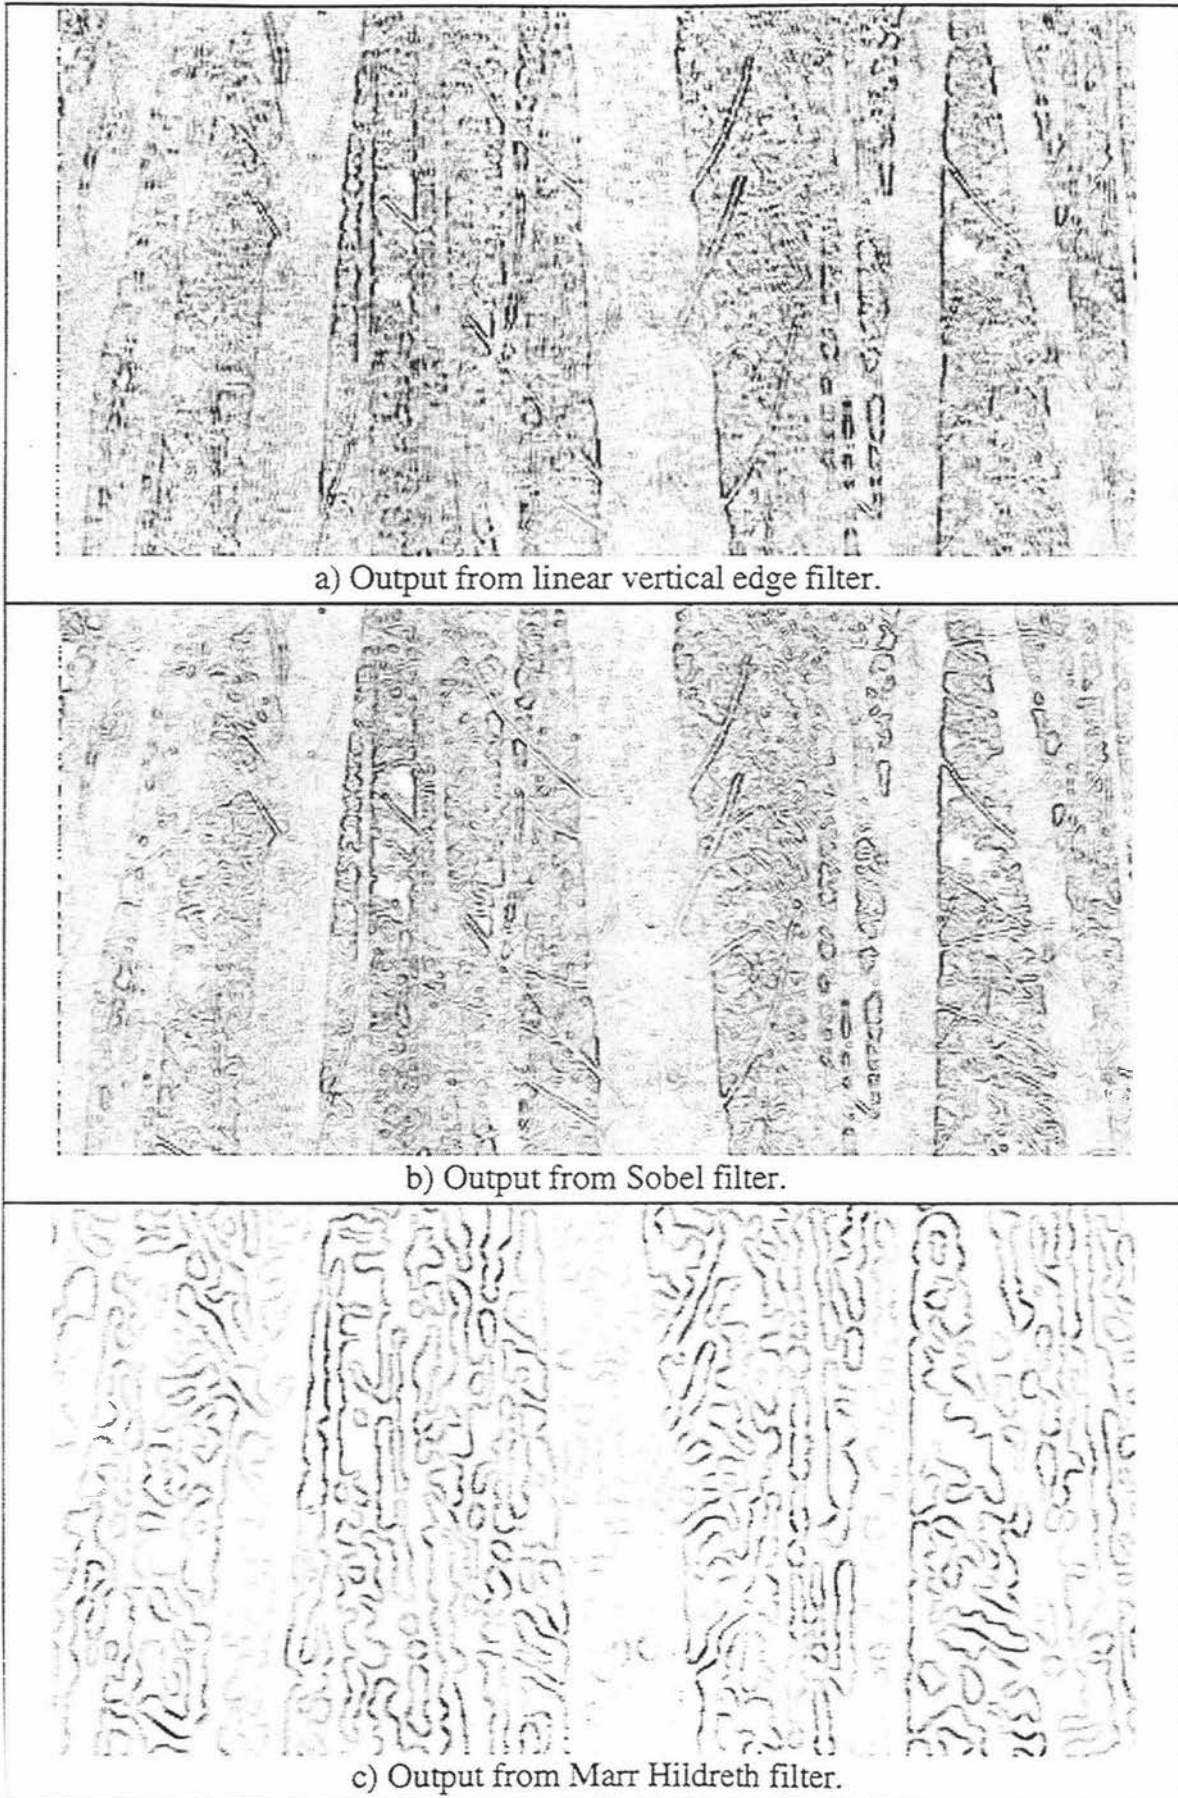 a) Output from linear vertical edge filter.
b) Output from Sobel filter.
c) Output from Marr Hildreth filter.